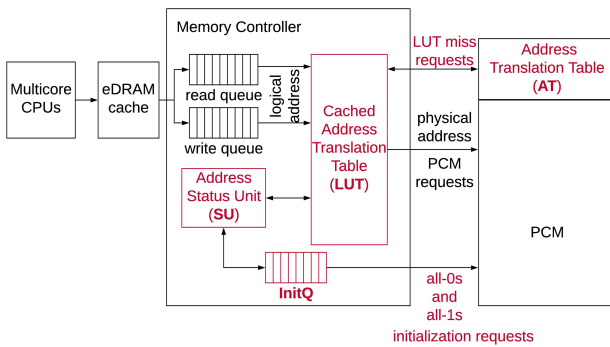 Memory Controller
Multicore
CPUs
eDRAM
cache
read queue
write queue
logical
address
Cached
Address
Translation
Table
(LUT)
Address
Status Unit
(SU)
InitQ
LUT miss
requests
Address
Translation Table
(AT)
physical
address
PCM
requests
PCM
all-0s
and
all-1s
initialization requests